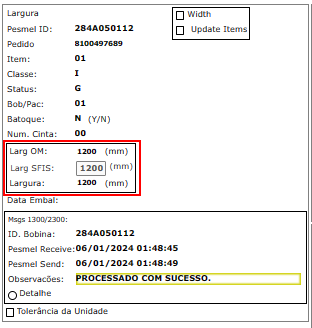 Largura
Width
Pesmel ID: 284A050112
Update Items
Pedido 8100497689
Item: 01
Classe: I
Status: G
Bob/Pac: 01
Batoque: N (Y/N)
Num. Cinta: 00
Larg OM: 1200 (mm)
Larg SFIS: 1200 (mm)
Largura: 1200 (mm)
Data Embal:
Msgs 1300/2300:
ID. Bobina: 284A050112
Pesmel Receive: 06/01/2024 01:48:45
Pesmel Send: 06/01/2024 01:48:49
Observacões: PROCESSADO COM SUCESSO.
Detalhe
Tolerância da Unidade